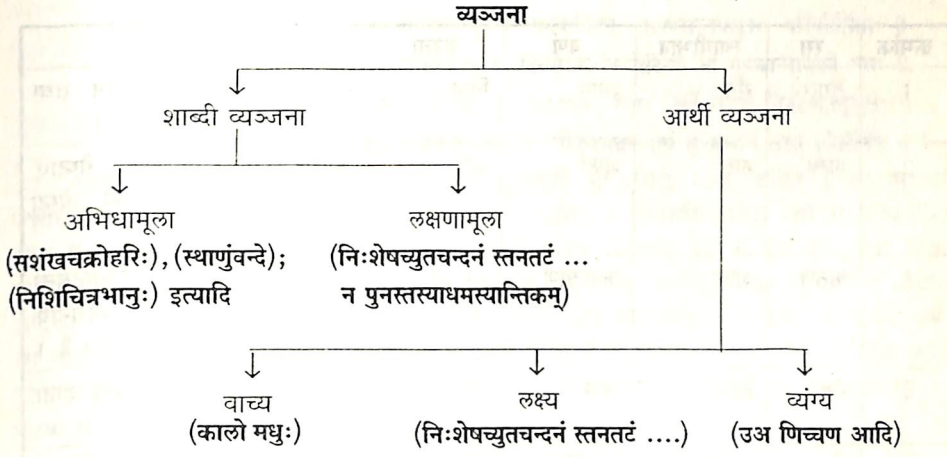 व्यञ्जना
शाब्दी व्यञ्जना आर्थी व्यञ्जना
अभिधामूला लक्षणामूला
(सशंखचक्रोहरिः), (स्थाणुंवन्दे); (निःशेषच्युतचन्दनं स्तनतटं ...
(निशिचित्रभानुः) इत्यादि न पुनस्तस्याधमस्यान्तिकम्)
वाच्य लक्ष्य व्यंग्य
(कालो मधुः) (निःशेषच्युतचन्दनं स्तनतटं ....) (उअ णिच्चण आदि)